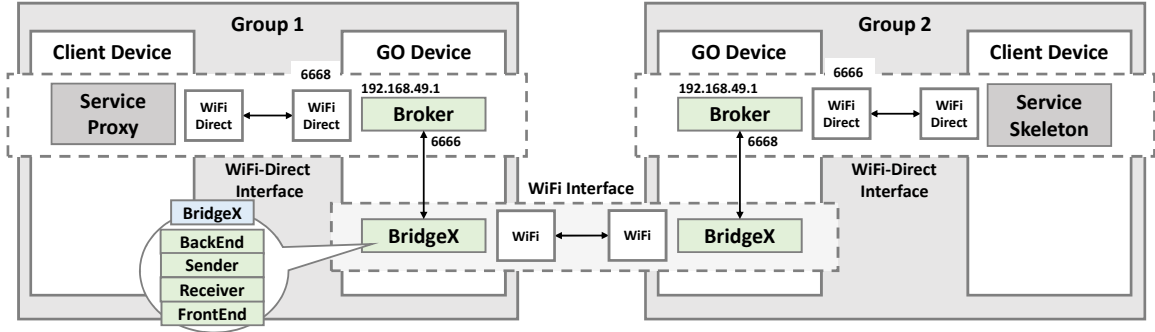 Group 1
Group 2
Client Device
GO Device
GO Device
Client Device
6668
6666
192.168.49.1
192.168.49.1
Service
Proxy
WiFi
Direct
WiFi
Direct
Broker
Broker
WiFi
Direct
WiFi
Direct
Service
Skeleton
6666
6668
WiFi-Direct
Interface
WiFi Interface
WiFi-Direct
Interface
BridgeX
BackEnd
Sender
Receiver
FrontEnd
BridgeX
WiFi
WiFi
BridgeX